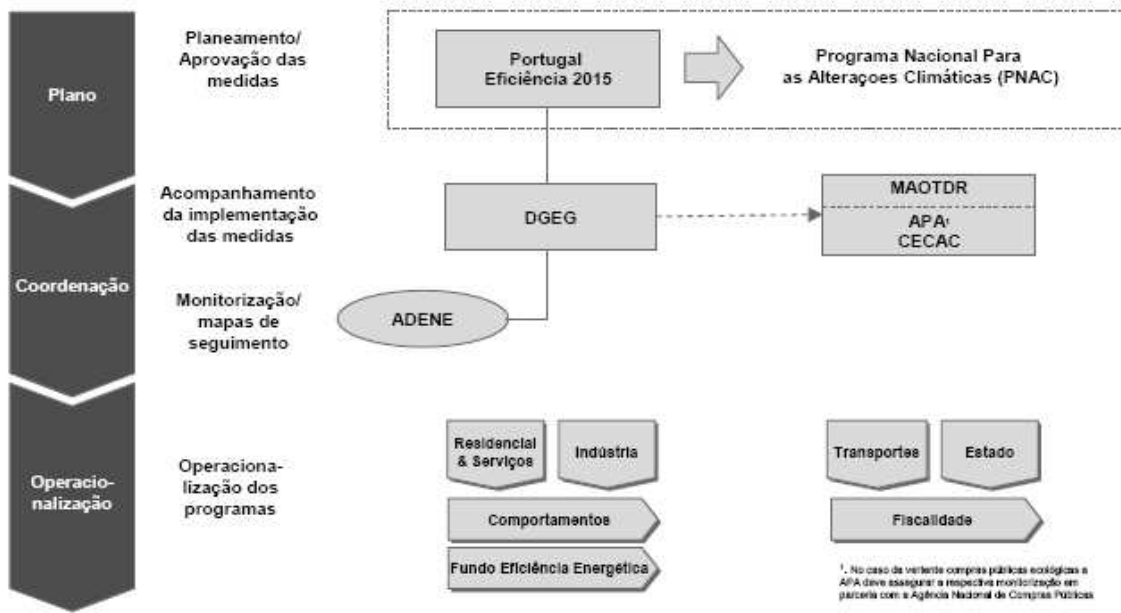 Plano
Planeamento/
Aprovação das
medidas
Portugal
Eficiência 2015
Programa Nacional Para
as Alteraçoes Climáticas (PNAC)
Coordenação
Acompanhamento
da implementação
das medidas
DGEG
MAOTDR
APA¹
CECAC
Monitorização/
mapas de
seguimento
ADENE
Operacio-
nalização
Operaciona-
lização dos
programas
Residencial
& Serviços
Indústria
Transportes
Estado
Comportamentos
Fiscalidade
Fundo Eficiência Energética
¹. No caso da vertente compras públicas ecológicas a
APA deve assegurar a respectiva monitorização em
parceria com a Agência Nacional de Compras Públicas